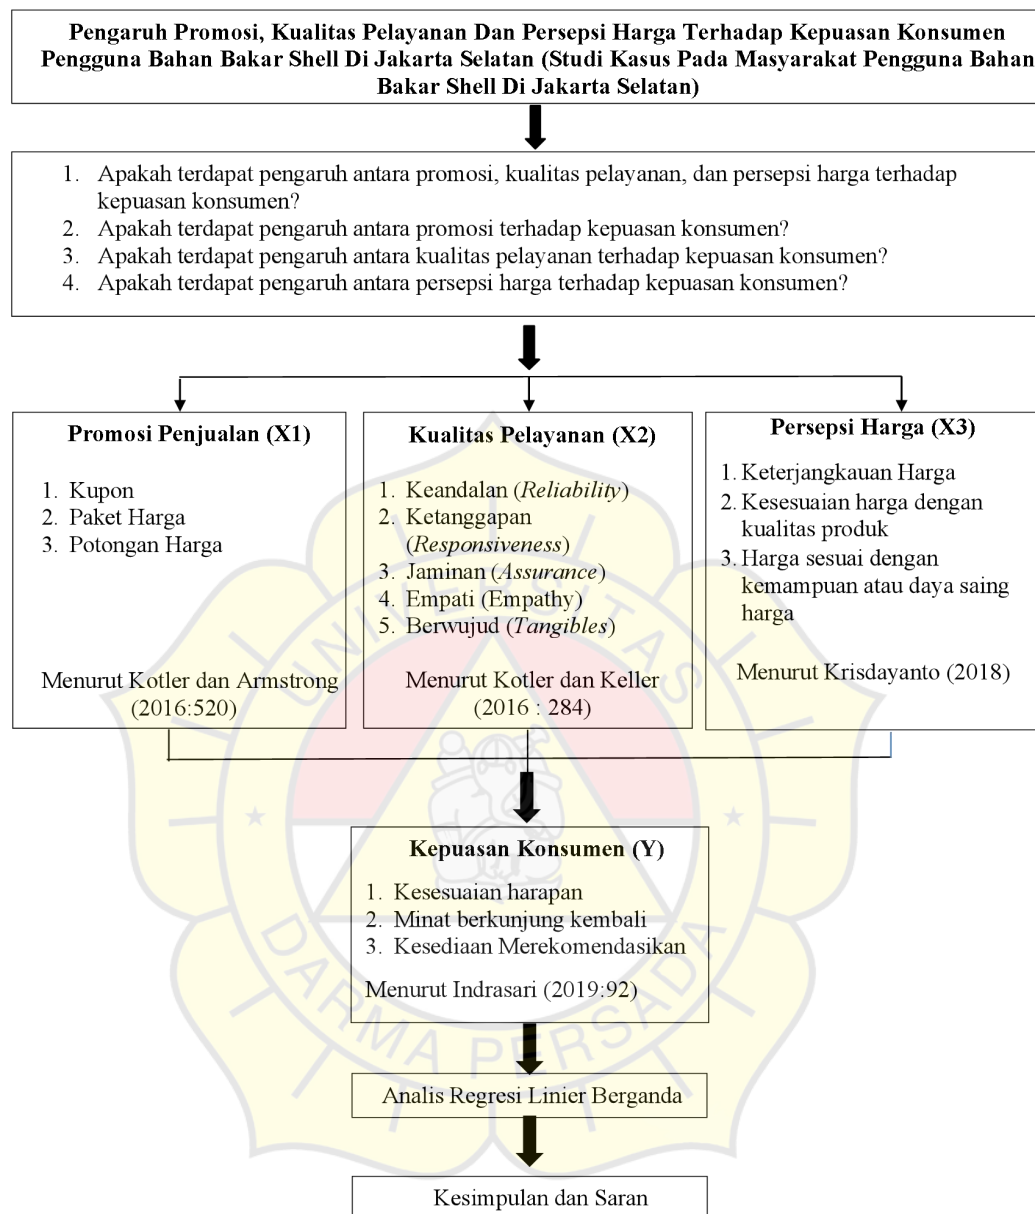 Pengaruh Promosi, Kualitas Pelayanan Dan Persepsi Harga Terhadap Kepuasan Konsumen
Pengguna Bahan Bakar Shell Di Jakarta Selatan (Studi Kasus Pada Masyarakat Pengguna Bahan
Bakar Shell Di Jakarta Selatan)
1. Apakah terdapat pengaruh antara promosi, kualitas pelayanan, dan persepsi harga terhadap
kepuasan konsumen?
2. Apakah terdapat pengaruh antara promosi terhadap kepuasan konsumen?
3. Apakah terdapat pengaruh antara kualitas pelayanan terhadap kepuasan konsumen?
4. Apakah terdapat pengaruh antara persepsi harga terhadap kepuasan konsumen?
Promosi Penjualan (X1)
1. Kupon
2. Paket Harga
3. Potongan Harga
Menurut Kotler dan Armstrong
(2016:520)
Kualitas Pelayanan (X2)
1. Keandalan (Reliability)
2. Ketanggapan
(Responsiveness)
3. Jaminan (Assurance)
4. Empati (Empathy)
5. Berwujud (Tangibles)
Menurut Kotler dan Keller
(2016 : 284)
Persepsi Harga (X3)
1. Keterjangkauan Harga
2. Kesesuaian harga dengan
kualitas produk
3. Harga sesuai dengan
kemampuan atau daya saing
harga
Menurut Krisdayanto (2018)
Kepuasan Konsumen (Y)
1. Kesesuaian harapan
2. Minat berkunjung kembali
3. Kesediaan Merekomendasikan
Menurut Indrasari (2019:92)
Analis Regresi Linier Berganda
Kesimpulan dan Saran
UNIVERSITAS
DARMA PERSADA